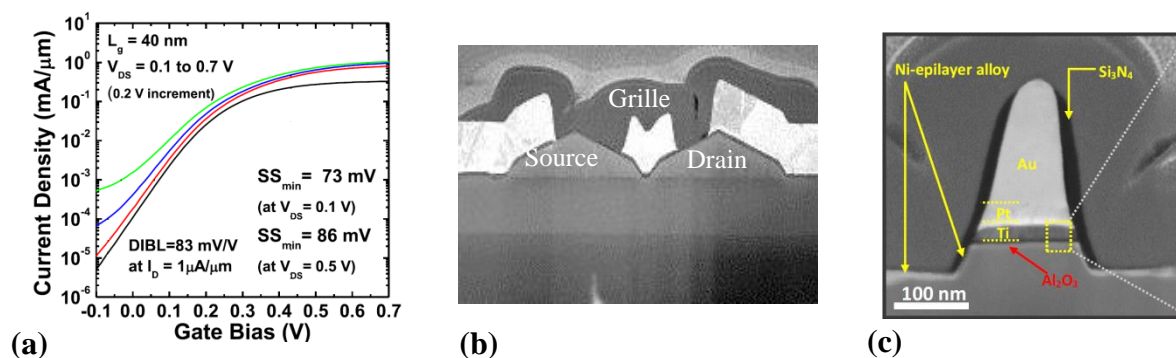 L_g = 40 nm
V_DS = 0.1 to 0.7 V
(0.2 V increment)
SS_min = 73 mV
(at V_DS = 0.1 V)
SS_min = 86 mV
(at V_DS = 0.5 V)
DIBL=83 mV/V
at I_D = 1μA/μm
Current Density (mA/μm)
10^1
10^0
10^-1
10^-2
10^-3
10^-4
10^-5
10^-6
-0.1 0.0 0.1 0.2 0.3 0.4 0.5 0.6 0.7
Gate Bias (V)
(a)
Grille
Source
Drain
(b)
Ni-epilayer alloy
Si₃N₄
Au
Pt
Ti
Al₂O₃
100 nm
(c)